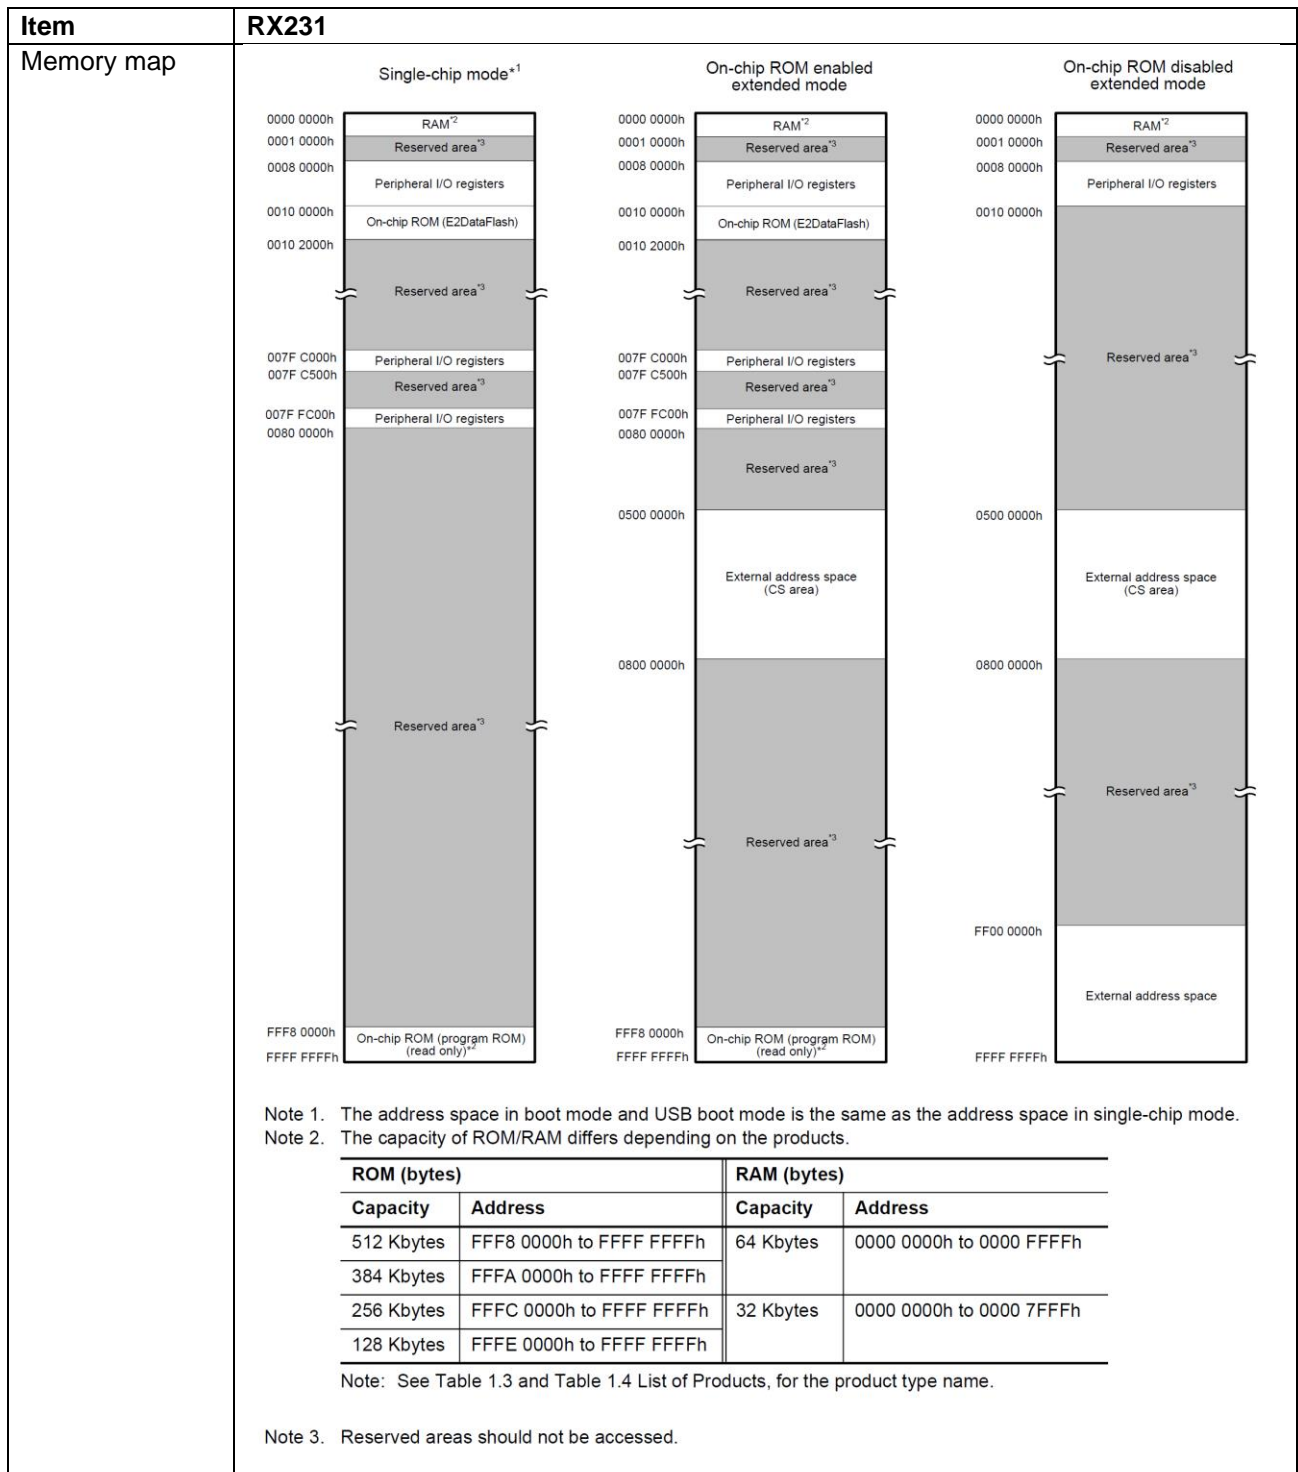 Item RX231
Memory map
Single-chip mode*1
0000 0000h
RAM*2
0001 0000h
Reserved area*3
0008 0000h
Peripheral I/O registers
0010 0000h
On-chip ROM (E2DataFlash)
0010 2000h
Reserved area*3
007F C000h
Peripheral I/O registers
007F C500h
Reserved area*3
007F FC00h
Peripheral I/O registers
0080 0000h
Reserved area*3
FFF8 0000h
On-chip ROM (program ROM)
(read only)*2
FFFF FFFFh
On-chip ROM enabled
extended mode
0000 0000h
RAM*2
0001 0000h
Reserved area*3
0008 0000h
Peripheral I/O registers
0010 0000h
On-chip ROM (E2DataFlash)
0010 2000h
Reserved area*3
007F C000h
Peripheral I/O registers
007F C500h
Reserved area*3
007F FC00h
Peripheral I/O registers
0080 0000h
Reserved area*3
0500 0000h
External address space
(CS area)
0800 0000h
Reserved area*3
FFF8 0000h
On-chip ROM (program ROM)
(read only)*2
FFFF FFFFh
On-chip ROM disabled
extended mode
0000 0000h
RAM*2
0001 0000h
Reserved area*3
0008 0000h
Peripheral I/O registers
0010 0000h
Reserved area*3
0500 0000h
External address space
(CS area)
0800 0000h
Reserved area*3
FF00 0000h
External address space
FFFF FFFFh
Note 1. The address space in boot mode and USB boot mode is the same as the address space in single-chip mode.
Note 2. The capacity of ROM/RAM differs depending on the products.
ROM (bytes) RAM (bytes)
Capacity Address Capacity Address
512 Kbytes FFF8 0000h to FFFF FFFFh 64 Kbytes 0000 0000h to 0000 FFFFh
384 Kbytes FFFA 0000h to FFFF FFFFh
256 Kbytes FFFC 0000h to FFFF FFFFh 32 Kbytes 0000 0000h to 0000 7FFFh
128 Kbytes FFFE 0000h to FFFF FFFFh
Note: See Table 1.3 and Table 1.4 List of Products, for the product type name.
Note 3. Reserved areas should not be accessed.